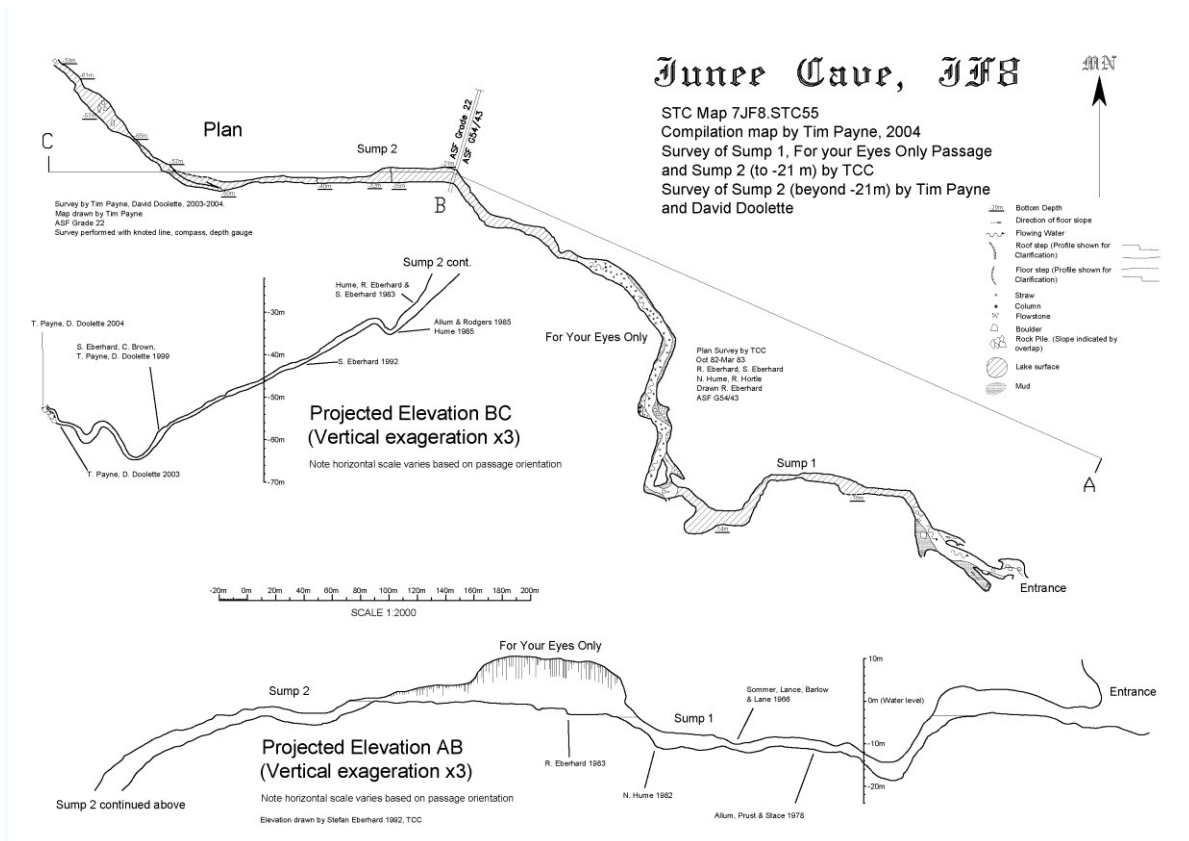 Junee Cave, JF8
MN
STC Map 7JF8.STC55
Compilation map by Tim Payne, 2004
Survey of Sump 1, For your Eyes Only Passage
and Sump 2 (to -21 m) by TCC
Survey of Sump 2 (beyond -21m) by Tim Payne
and David Doolette
-20m Bottom Depth
Direction of floor slope
Flowing Water
Roof step (Profile shown for
Clarification)
Floor step (Profile shown for
Clarification)
Straw
Column
Flowstone
Boulder
Rock Pile. (Slope indicated by
overlap)
Lake surface
Mud
-61m
C
Plan
-65m
-57m
Sump 2
-40m
-35m
-21m
ASF Grade 22
ASF G54/43
B
Survey by Tim Payne, David Doolette, 2003-2004.
Map drawn by Tim Payne
ASF Grade 22
Survey performed with knoted line, compass, depth gauge
For Your Eyes Only
Plan Survey by TCC
Oct 82-Mar 83
R. Eberhard, S. Eberhard
N. Hume, R. Hortle
Drawn R. Eberhard
ASF G54/43
Sump 1
-14m
A
Entrance
Sump 2 cont.
Hume, R. Eberhard &
S. Eberhard 1983
Allum & Rodgers 1985
Hume 1985
S. Eberhard 1992
T. Payne, D. Doolette 2004
S. Eberhard, C. Brown,
T. Payne, D. Doolette 1999
T. Payne, D. Doolette 2003
-30m
-40m
-50m
-60m
-70m
Projected Elevation BC
(Vertical exageration x3)
Note horizontal scale varies based on passage orientation
-20m 0m 20m 40m 60m 80m 100m 120m 140m 160m 180m 200m
SCALE 1:2000
For Your Eyes Only
Sump 2
Sump 1
Sommer, Lance, Barlow
& Lane 1966
10m
0m (Water level)
-10m
-20m
Entrance
Projected Elevation AB
(Vertical exageration x3)
R. Eberhard 1983
N. Hume 1982
Allum, Prust & Stace 1978
Note horizontal scale varies based on passage orientation
Sump 2 continued above
Elevation drawn by Stefan Eberhard 1992, TCC